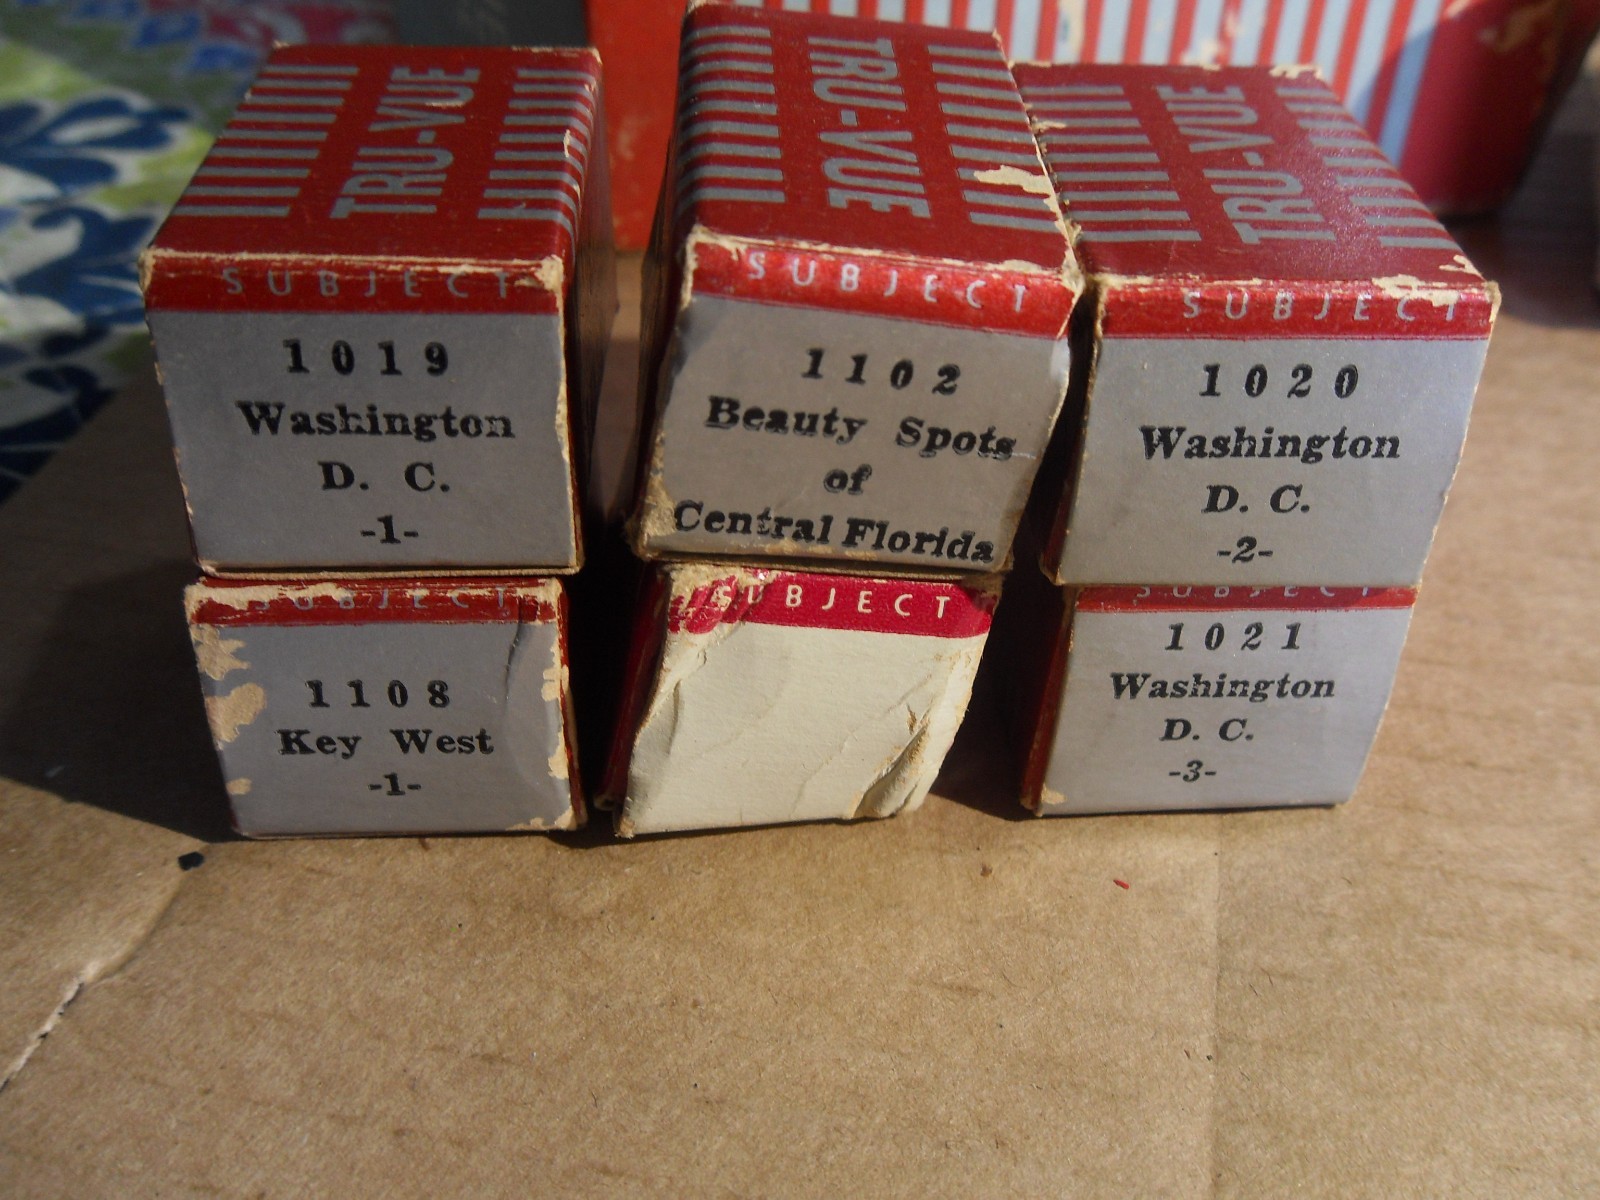 TRU-VUE
SUBJECT
1019
Washington
D. C.
-1-
TRU-VUE
SUBJECT
1102
Beauty Spots
of
Central Florida
TRU-VUE
SUBJECT
1020
Washington
D. C.
-2-
SUBJECT
1108
Key West
-1-
SUBJECT
SUBJECT
1021
Washington
D. C.
-3-